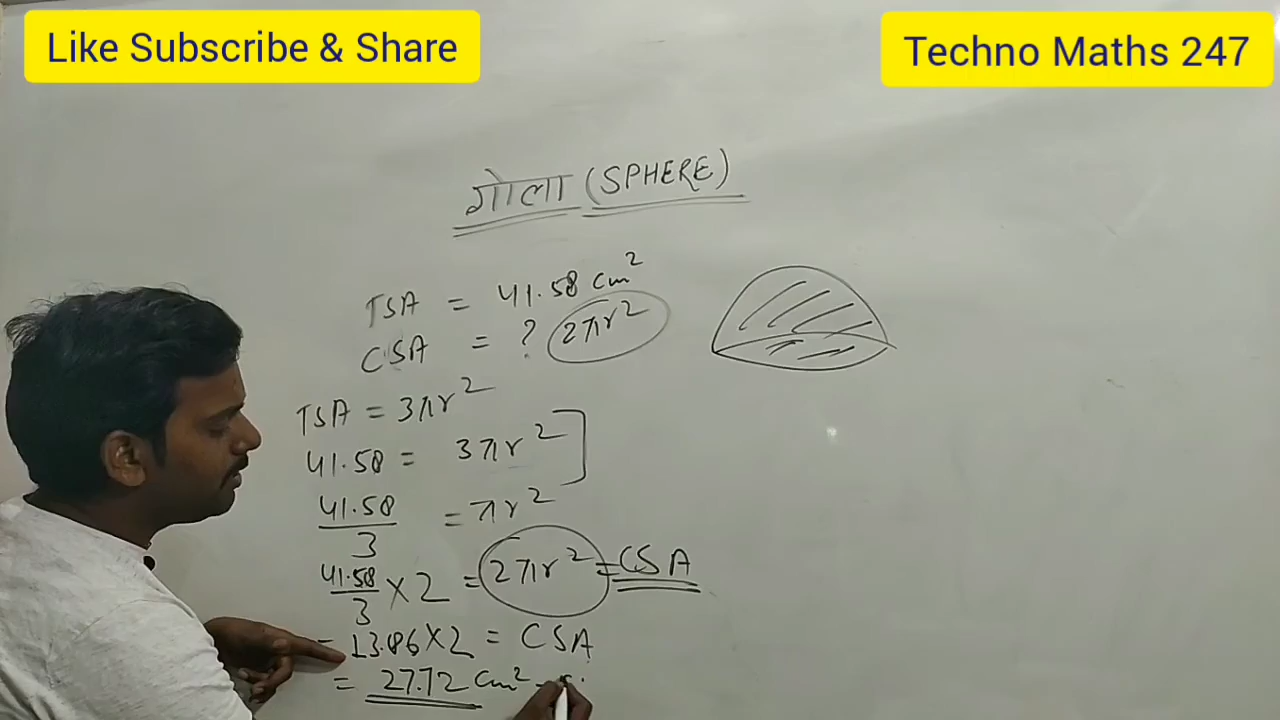 Like Subscribe & Share
Techno Maths 247
गोला (SPHERE)
TSA = 41.58 cm²
CSA = ? 2πr²
TSA = 3πr²
41.58 = 3πr²
41.58/3 = πr²
41.58/3 × 2 = 2πr² = CSA
= 13.86 × 2 = CSA
= 27.72 cm²